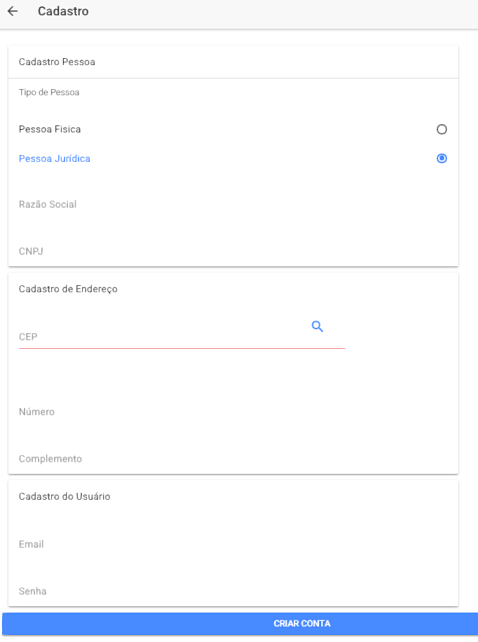 Cadastro
Cadastro Pessoa
Tipo de Pessoa
Pessoa Fisica
Pessoa Jurídica
Razão Social
CNPJ
Cadastro de Endereço
CEP
Número
Complemento
Cadastro do Usuário
Email
Senha
CRIAR CONTA